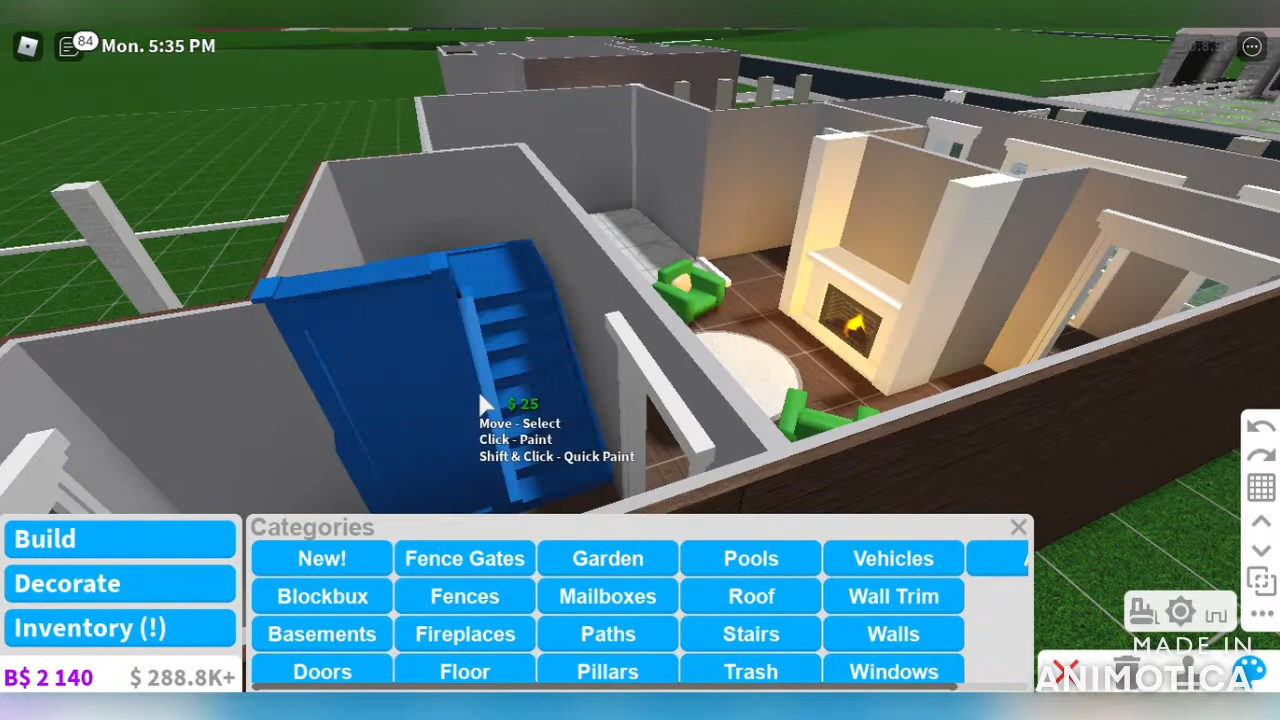 84 Mon. 5:35 PM
$ 25
Move - Select
Click - Paint
Shift & Click - Quick Paint
Build
Decorate
Inventory (!)
B$ 2 140 $ 288.8K+
Categories
New! Fence Gates Garden Pools Vehicles
Blockbux Fences Mailboxes Roof Wall Trim
Basements Fireplaces Paths Stairs Walls
Doors Floor Pillars Trash Windows
MADE IN
ANIMOTICA